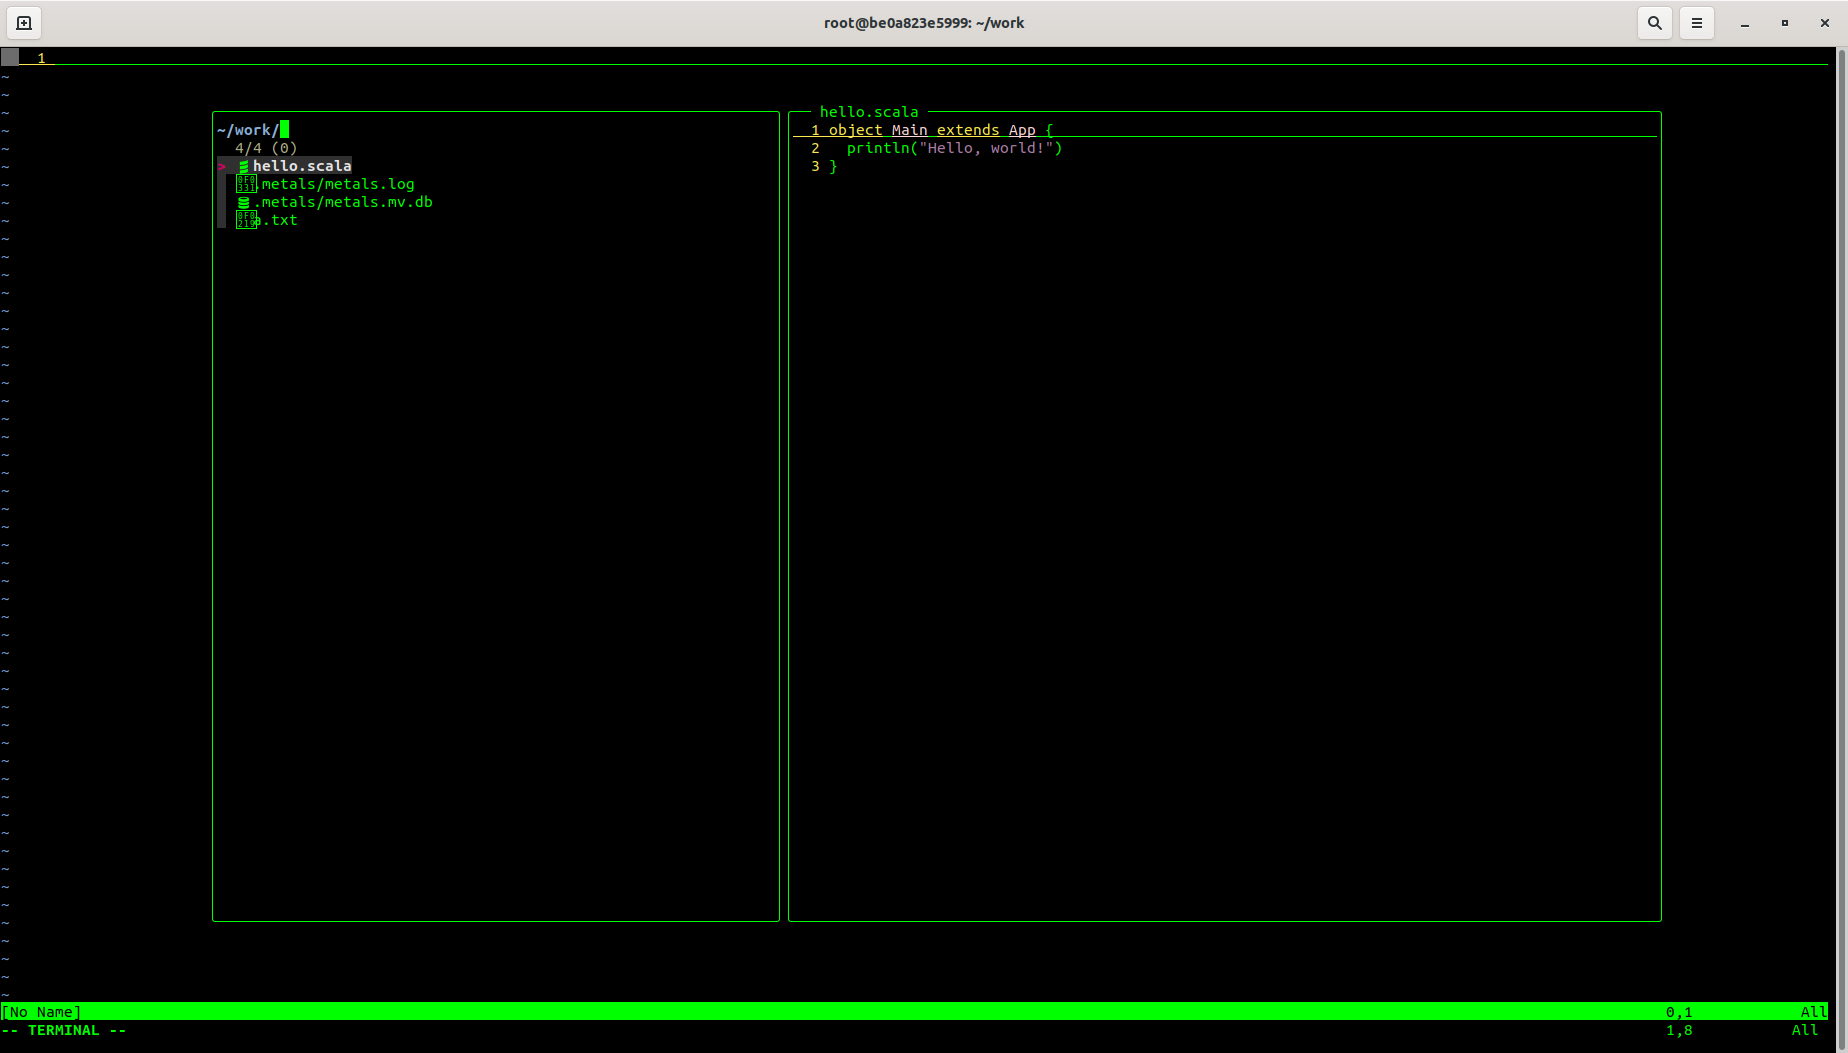 root@be0a823e5999: ~/work
1
~/work/
4/4 (0)
> hello.scala
.metals/metals.log
.metals/metals.mv.db
a.txt
hello.scala
1 object Main extends App {
2   println("Hello, world!")
3 }
[No Name] 0,1 All
-- TERMINAL -- 1,8 All